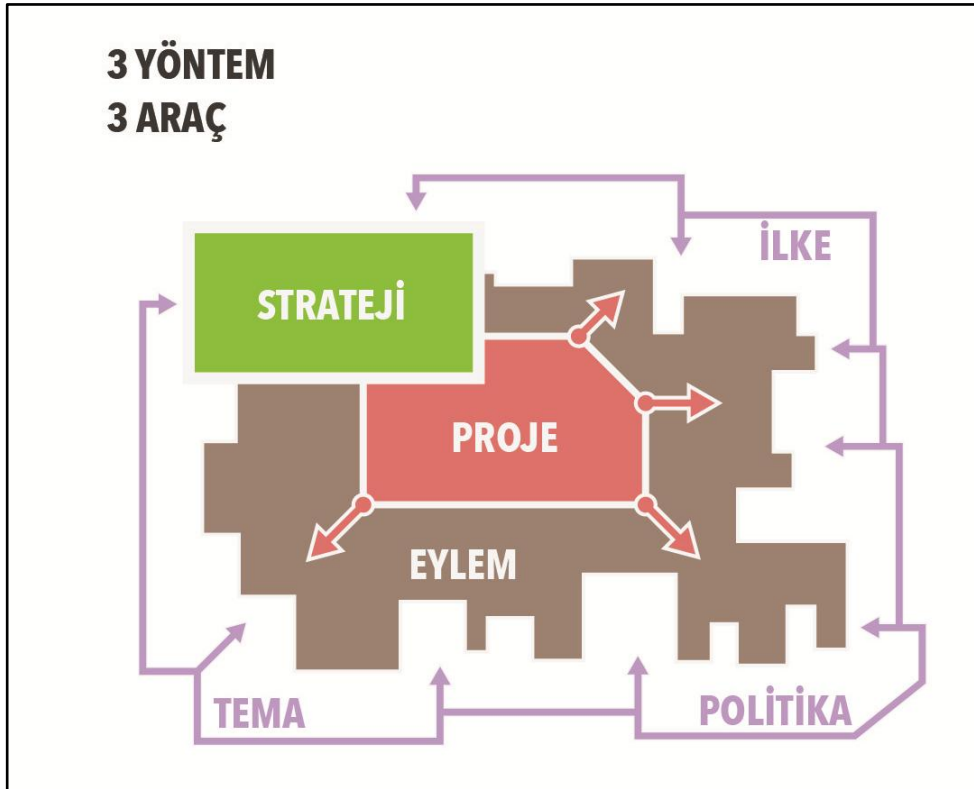 3 YÖNTEM
3 ARAÇ
İLKE
STRATEJİ
PROJE
EYLEM
TEMA
POLİTİKA